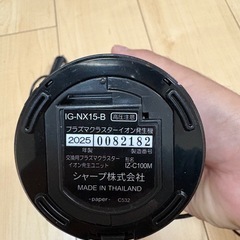 IG-NX15-B 高圧注意
プラズマクラスターイオン発生機
2025 0082182
年製 製造番号
交換用プラズマクラスター
イオン発生ユニット IZ-C100M
シャープ株式会社
MADE IN THAILAND
-paper- C532